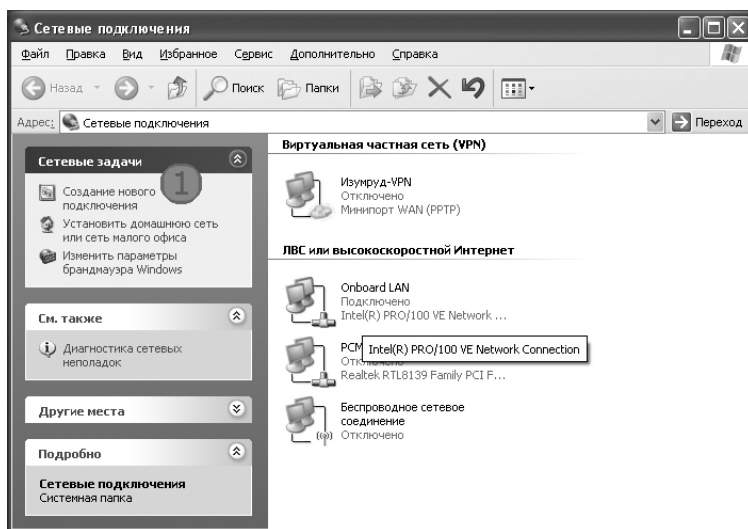 Сетевые подключения
Файл Правка Вид Избранное Сервис Дополнительно Справка
Назад Поиск Папки
Адрес: Сетевые подключения Переход
Сетевые задачи
1
Создание нового
подключения
Установить домашнюю сеть
или сеть малого офиса
Изменить параметры
брандмауэра Windows
См. также
Диагностика сетевых
неполадок
Другие места
Подробно
Сетевые подключения
Системная папка
Виртуальная частная сеть (VPN)
Изумруд-VPN
Отключено
Минипорт WAN (PPTP)
ЛВС или высокоскоростной Интернет
Onboard LAN
Подключено
Intel(R) PRO/100 VE Network ...
Intel(R) PRO/100 VE Network Connection
Realtek RTL8139 Family PCI F...
Беспроводное сетевое
соединение
Отключено